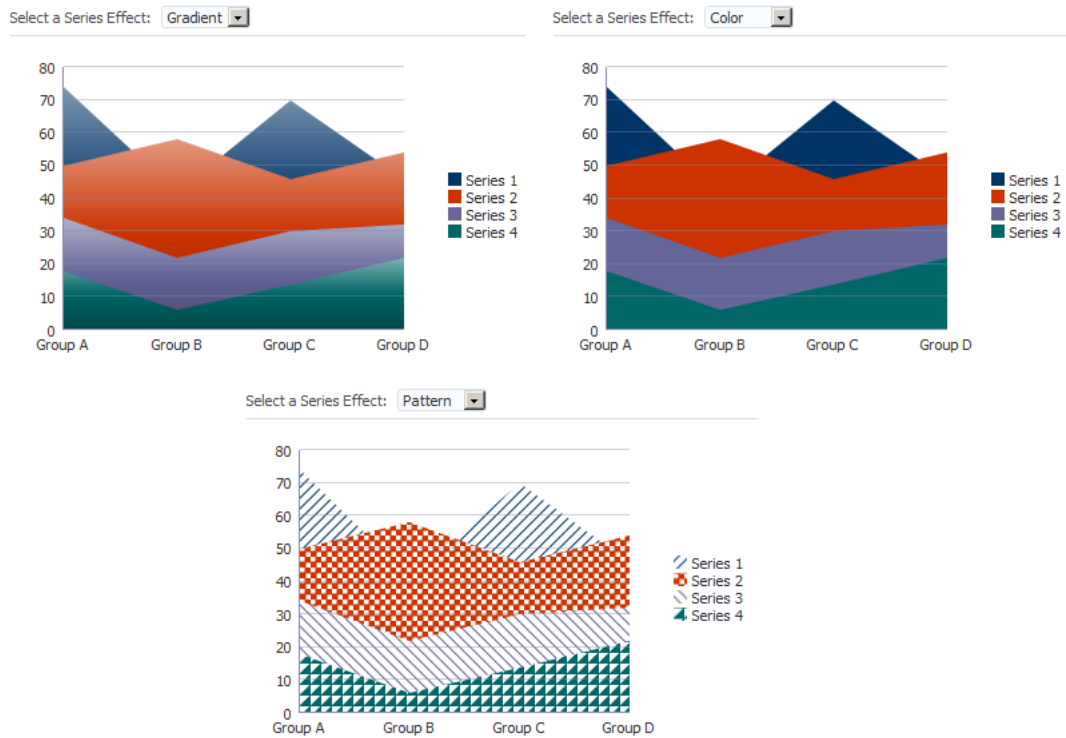 Select a Series Effect: Gradient
80
70
60
50
40
30
20
10
0
Group A Group B Group C Group D
Series 1
Series 2
Series 3
Series 4
Select a Series Effect: Color
80
70
60
50
40
30
20
10
0
Group A Group B Group C Group D
Series 1
Series 2
Series 3
Series 4
Select a Series Effect: Pattern
80
70
60
50
40
30
20
10
0
Group A Group B Group C Group D
Series 1
Series 2
Series 3
Series 4